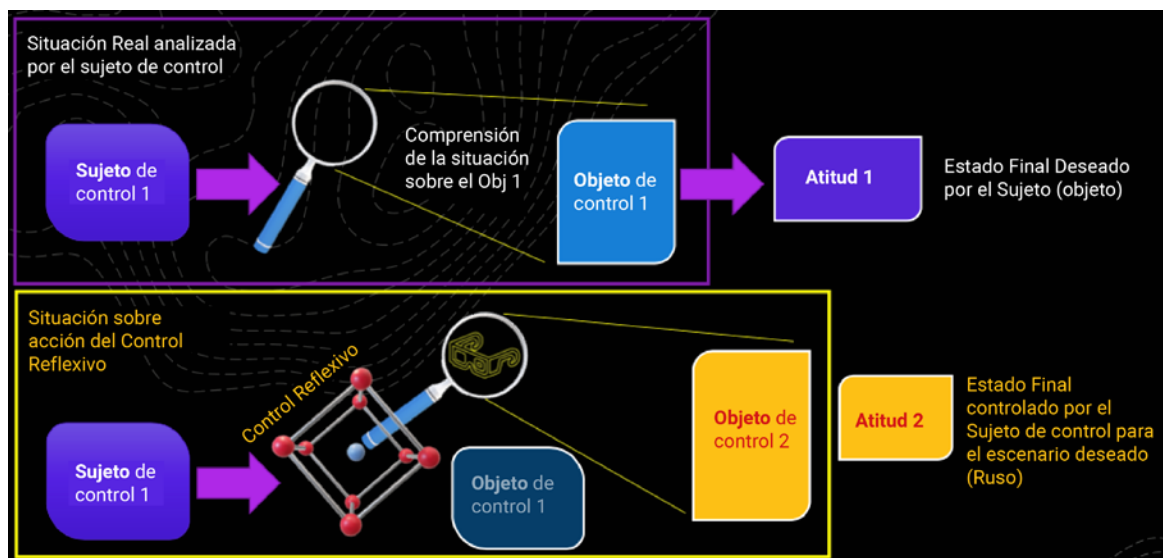 Situación Real analizada
por el sujeto de control
Sujeto de
control 1
Comprensión
de la situación
sobre el Obj 1
Objeto de
control 1
Atitud 1
Estado Final Deseado
por el Sujeto (objeto)
Situación sobre
acción del Control
Reflexivo
Control Reflexivo
Sujeto de
control 1
Objeto de
control 1
Objeto de
control 2
Atitud 2
Estado Final
controlado por el
Sujeto de control para
el escenario deseado
(Ruso)